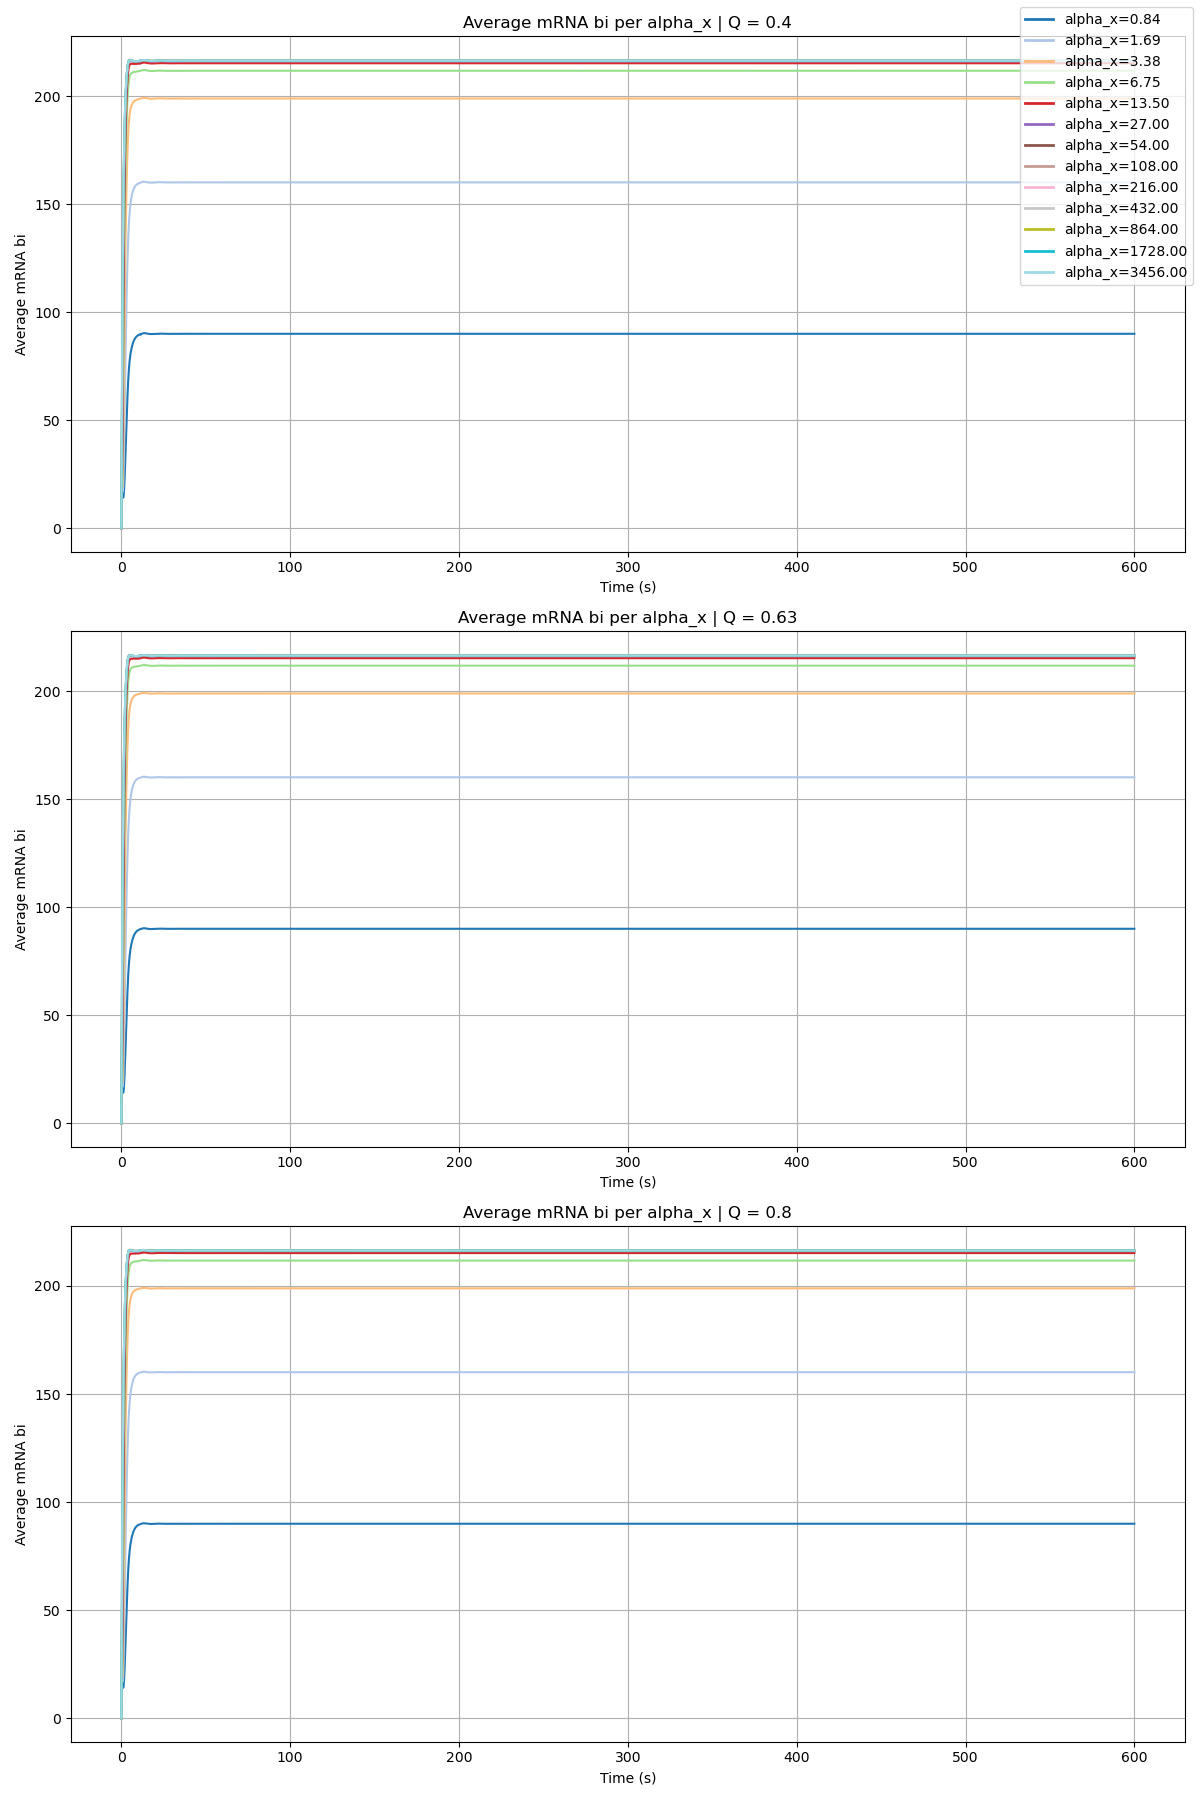 Average mRNA bi per alpha_x | Q = 0.4
alpha_x=0.84
alpha_x=1.69
alpha_x=3.38
alpha_x=6.75
alpha_x=13.50
alpha_x=27.00
alpha_x=54.00
alpha_x=108.00
alpha_x=216.00
alpha_x=432.00
alpha_x=864.00
alpha_x=1728.00
alpha_x=3456.00
Average mRNA bi
200
150
100
50
0
0 100 200 300 400 500 600
Time (s)
Average mRNA bi per alpha_x | Q = 0.63
Average mRNA bi
200
150
100
50
0
0 100 200 300 400 500 600
Time (s)
Average mRNA bi per alpha_x | Q = 0.8
Average mRNA bi
200
150
100
50
0
0 100 200 300 400 500 600
Time (s)